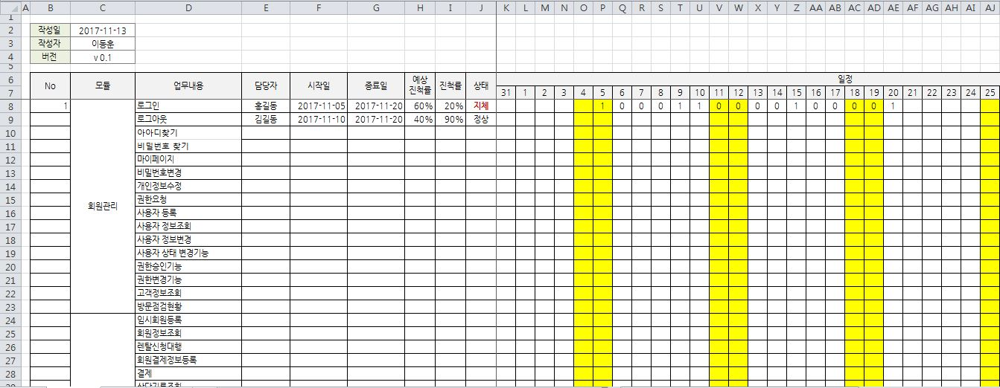 A B C D E F G H I J K L M N O P Q R S T U V W X Y Z AA AB AC AD AE AF AG AH AI AJ
1
2 작성일 2017-11-13
3 작성자 이동훈
4 버전 v 0.1
5
6 No 모듈 업무내용 담당자 시작일 종료일 예상 진척률 진척률 상태 일정
7 31 1 2 3 4 5 6 7 8 9 10 11 12 13 14 15 16 17 18 19 20 21 22 23 24 25
8 1 로그인 홍길동 2017-11-05 2017-11-20 60% 20% 지체 1 0 0 0 1 1 0 0 0 0 1 0 0 0 0 1
9 로그아웃 김길동 2017-11-10 2017-11-20 40% 90% 정상
10 아아디찾기
11 비밀번호 찾기
12 마이페이지
13 비밀번호변경
14 개인정보수정
15 회원관리 권한요청
16 사용자 등록
17 사용자 정보조회
18 사용자 정보변경
19 사용자 상태 변경기능
20 권한승인기능
21 권한변경기능
22 고객정보조회
23 방문점검현황
24 임시회원등록
25 회원정보조회
26 렌탈신청대행
27 회원결제정보등록
28 결제